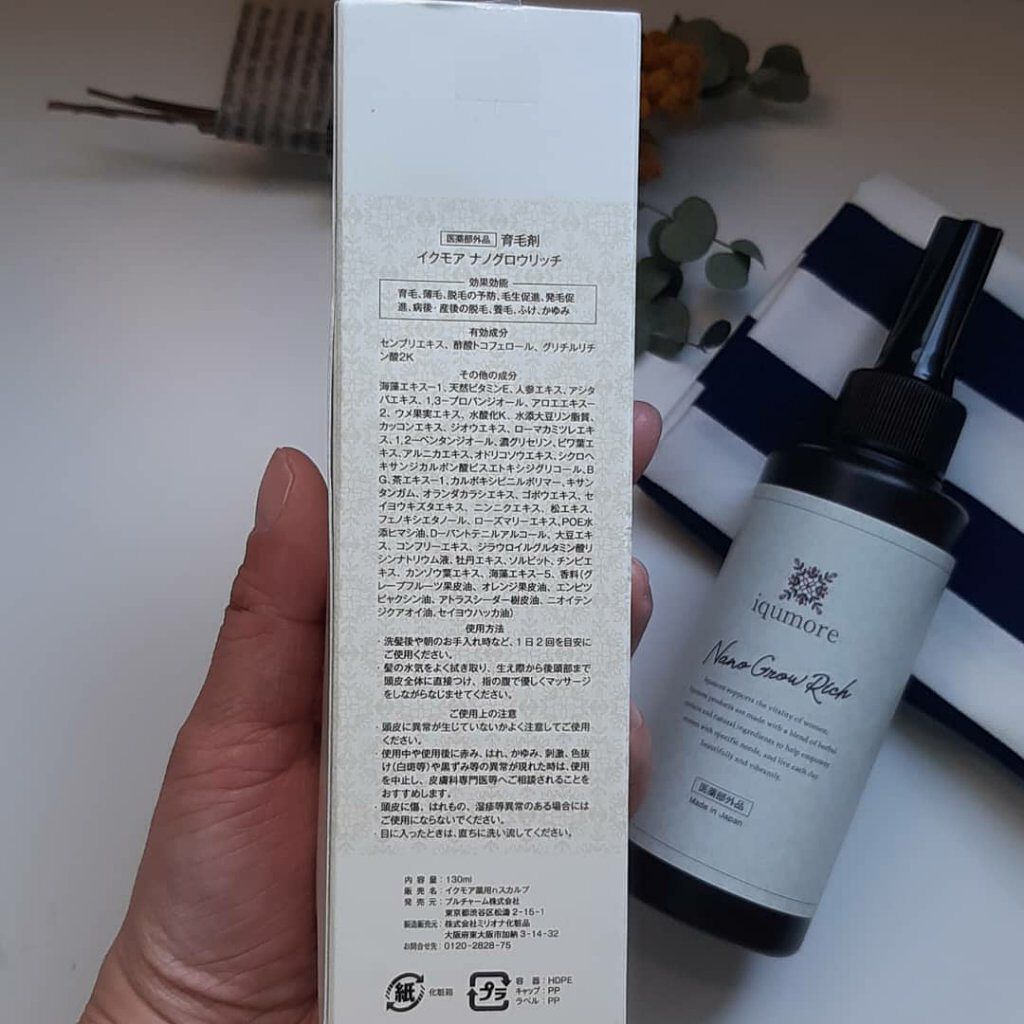 医薬部外品 育毛剤
イクモア ナノグロウリッチ
効果効能
育毛、薄毛、脱毛の予防、毛生促進、発毛促
進、病後・産後の脱毛、養毛、ふけ、かゆみ
有効成分
センブリエキス、酢酸トコフェロール、グリチルリチ
ン酸2K
その他の成分
海藻エキス-1、天然ビタミンE、人参エキス、アシタ
バエキス、1,3-プロパンジオール、アロエエキス-
2、ウメ果実エキス、水酸化K、水添大豆リン脂質、
カッコンエキス、ジオウエキス、ローマカミツレエキ
ス、1,2-ペンタンジオール、濃グリセリン、ビワ葉エ
キス、アルニカエキス、オドリコソウエキス、シクロヘ
キサンジカルボン酸ビスエトキシジグリコール、B
G、茶エキス-1、カルボキシビニルポリマー、キサン
タンガム、オランダカラシエキス、ゴボウエキス、セ
イヨウキズタエキス、ニンニクエキス、松エキス、
フェノキシエタノール、ローズマリーエキス、POE水
添ヒマシ油、D-パントテニルアルコール、大豆エキ
ス、コンフリーエキス、ジラウロイルグルタミン酸リ
シンナトリウム液、牡丹エキス、ソルビット、チンピエ
キス、カンゾウ葉エキス、海藻エキス-5、香料(グ
レープフルーツ果皮油、オレンジ果皮油、エンピツ
ビャクシン油、アトラスシーダー樹皮油、ニオイテン
ジクアオイ油、セイヨウハッカ油)
使用方法
・洗髪後や朝のお手入れ時など、1日2回を目安に
ご使用ください。
・髪の水気をよく拭き取り、生え際から後頭部まで
頭皮全体に直接つけ、指の腹で優しくマッサージ
をしながらなじませてください。
ご使用上の注意
・頭皮に異常が生じていないかよく注意してご使用
ください。
・使用中や使用後に赤み、はれ、かゆみ、刺激、色抜
け(白斑等)や黒ずみ等の異常が現れた時は、使用
を中止し、皮膚科専門医等へご相談されることを
おすすめします。
・頭皮に傷、はれもの、湿疹等異常のある場合には
ご使用にならないでください。
・目に入ったときは、直ちに洗い流してください。
内容量：130ml
販売名：イクモア薬用nスカルプ
発売元：プルチャーム株式会社
東京都渋谷区松濤2-15-1
製造販売元：株式会社ミリオナ化粧品
大阪府東大阪市加納3-14-32
お問合せ先：0120-2828-75
紙 化粧箱
プラ 容器：HDPE
キャップ：PP
ラベル：PP
iqumore
Nano Grow Rich
Iqumore supports the vitality of women.
Iqumore products are made with a blend of herbal
extracts and natural ingredients to help empower
women with specific needs, and live each day
beautifully and vibrantly.
医薬部外品
Made in Japan